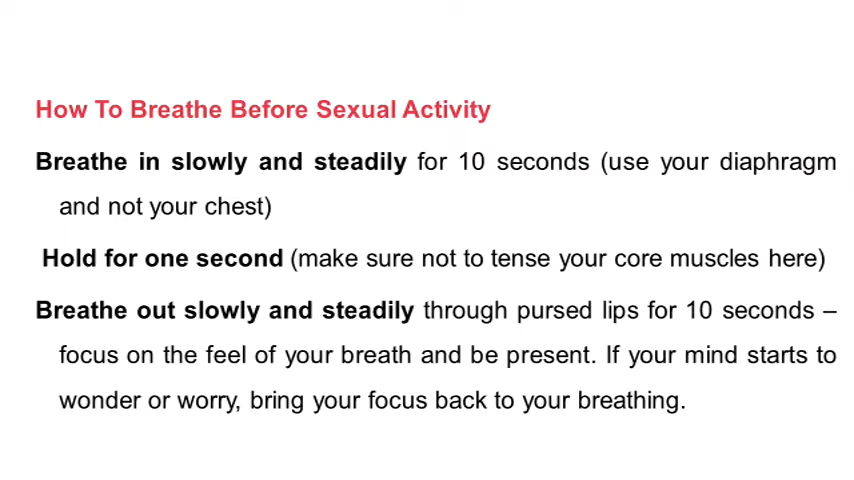 How To Breathe Before Sexual Activity
Breathe in slowly and steadily for 10 seconds (use your diaphragm
and not your chest)
Hold for one second (make sure not to tense your core muscles here)
Breathe out slowly and steadily through pursed lips for 10 seconds –
focus on the feel of your breath and be present. If your mind starts to
wonder or worry, bring your focus back to your breathing.